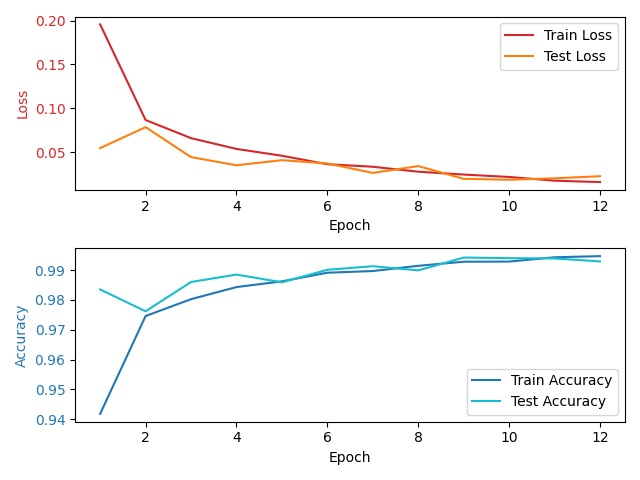 0.20
0.15
0.10
0.05
Loss
Train Loss
Test Loss
2 4 6 8 10 12
Epoch
0.99
0.98
0.97
0.96
0.95
0.94
Accuracy
Train Accuracy
Test Accuracy
2 4 6 8 10 12
Epoch